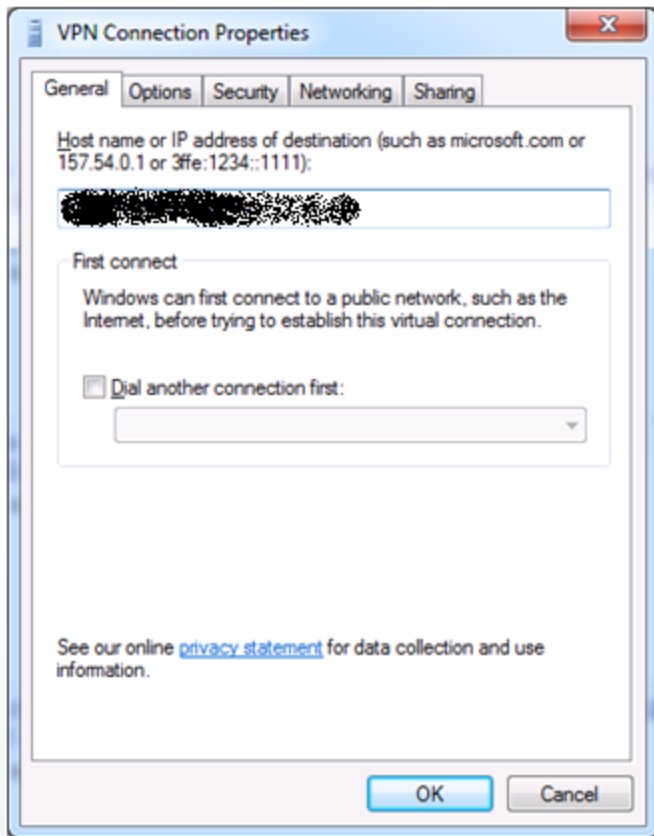 VPN Connection Properties
General Options Security Networking Sharing
Host name or IP address of destination (such as microsoft.com or
157.54.0.1 or 3ffe:1234::1111):
First connect
Windows can first connect to a public network, such as the
Internet, before trying to establish this virtual connection.
Dial another connection first:
See our online privacy statement for data collection and use
information.
OK Cancel